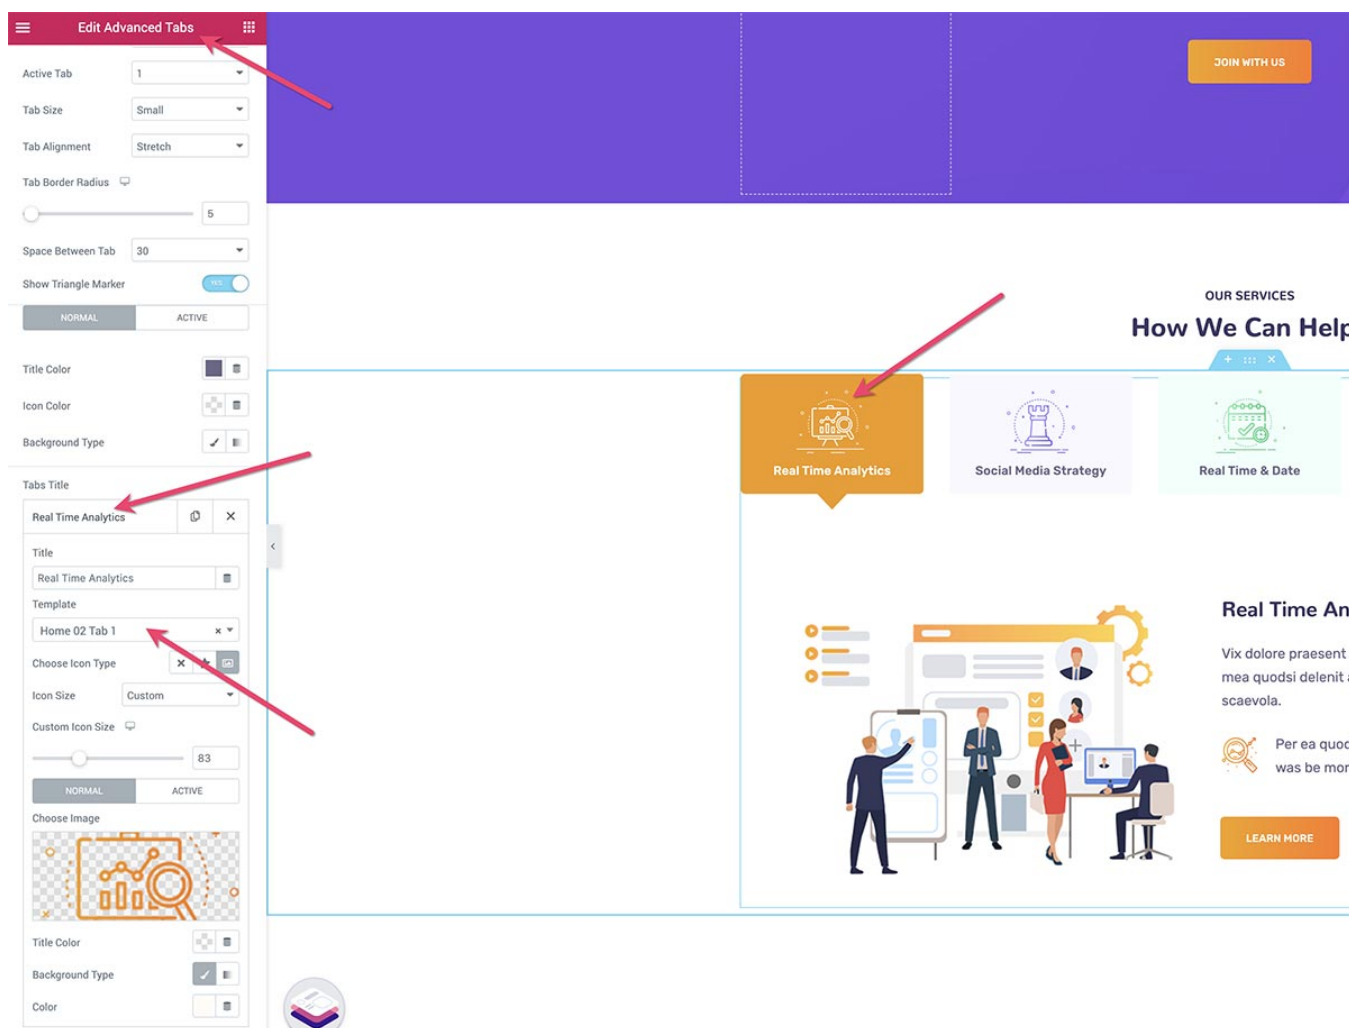 Edit Advanced Tabs
Active Tab 1
Tab Size Small
Tab Alignment Stretch
Tab Border Radius
5
Space Between Tab 30
Show Triangle Marker YES
NORMAL ACTIVE
Title Color
Icon Color
Background Type
Tabs Title
Real Time Analytics
Title
Real Time Analytics
Template
Home 02 Tab 1
Choose Icon Type
Icon Size Custom
Custom Icon Size
83
NORMAL ACTIVE
Choose Image
Title Color
Background Type
Color
JOIN WITH US
OUR SERVICES
How We Can Help
Real Time Analytics
Social Media Strategy
Real Time & Date
Real Time An
Vix dolore praesent
mea quodsi delenit a
scaevola.
Per ea quod
was be mor
LEARN MORE